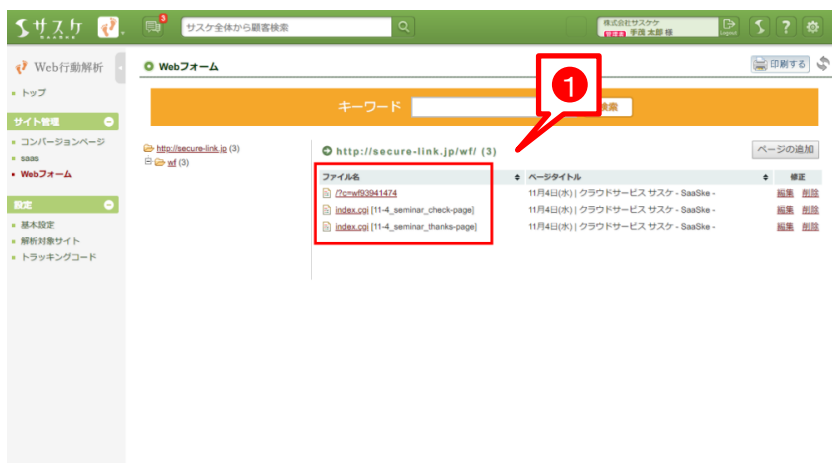 サスケ
3
サスケ全体から顧客検索
株式会社サスケケ
管理者 手茂 太郎 様
Logout
?
Web行動解析
トップ
サイト管理
コンバージョンページ
saas
Webフォーム
設定
基本設定
解析対象サイト
トラッキングコード
Webフォーム
印刷する
キーワード
検索
1
http://secure-link.jp (3)
wf (3)
http://secure-link.jp/wf/ (3)
ページの追加
ファイル名 ページタイトル 修正
/?c=wf93941474 11月4日(水) | クラウドサービス サスケ - SaaSke - 編集 削除
index.cgi [11-4_seminar_check-page] 11月4日(水) | クラウドサービス サスケ - SaaSke - 編集 削除
index.cgi [11-4_seminar_thanks-page] 11月4日(水) | クラウドサービス サスケ - SaaSke - 編集 削除